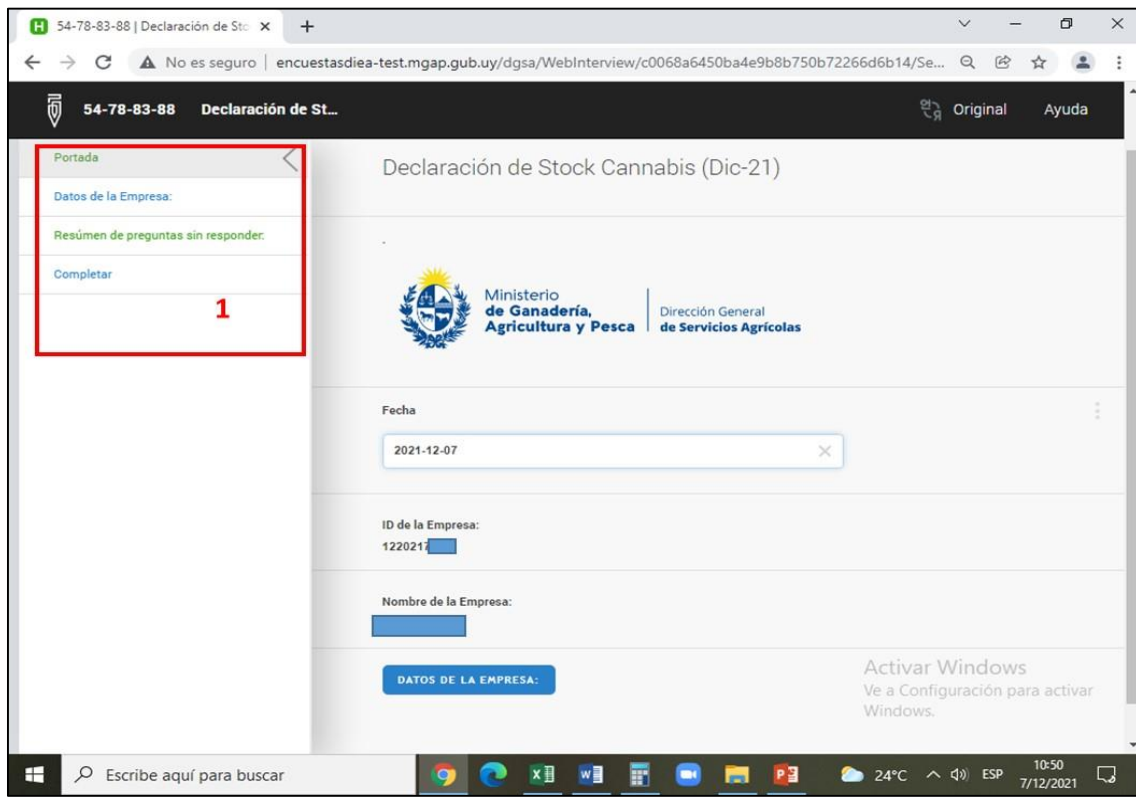 54-78-83-88 | Declaración de Sto
No es seguro | encuestasdiea-test.mgap.gub.uy/dgsa/WebInterview/c0068a6450ba4e9b8b750b72266d6b14/Se...
54-78-83-88 Declaración de St... Original Ayuda
Portada
Datos de la Empresa:
Resúmen de preguntas sin responder:
Completar
1
Declaración de Stock Cannabis (Dic-21)
.
Ministerio
de Ganadería,
Agricultura y Pesca
Dirección General
de Servicios Agrícolas
Fecha
2021-12-07
ID de la Empresa:
1220217
Nombre de la Empresa:
DATOS DE LA EMPRESA:
Activar Windows
Ve a Configuración para activar
Windows.
Escribe aquí para buscar
24°C ESP 10:50
7/12/2021